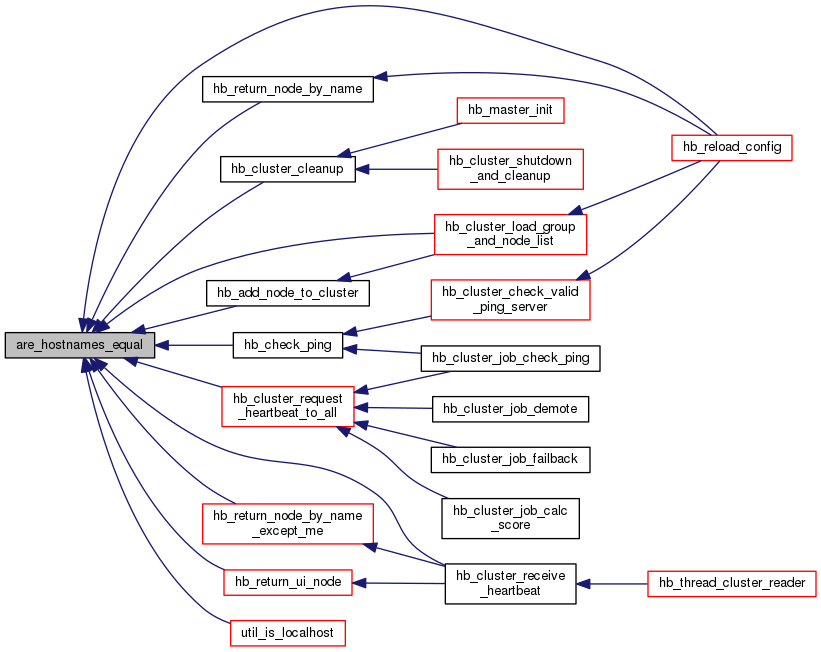 hb_return_node_by_name
hb_master_init
hb_reload_config
hb_cluster_cleanup
hb_cluster_shutdown
_and_cleanup
hb_cluster_load_group
_and_node_list
hb_add_node_to_cluster
hb_cluster_check_valid
_ping_server
are_hostnames_equal
hb_check_ping
hb_cluster_job_check_ping
hb_cluster_request
_heartbeat_to_all
hb_cluster_job_demote
hb_cluster_job_failback
hb_cluster_job_calc
_score
hb_return_node_by_name
_except_me
hb_return_ui_node
hb_cluster_receive
_heartbeat
hb_thread_cluster_reader
util_is_localhost